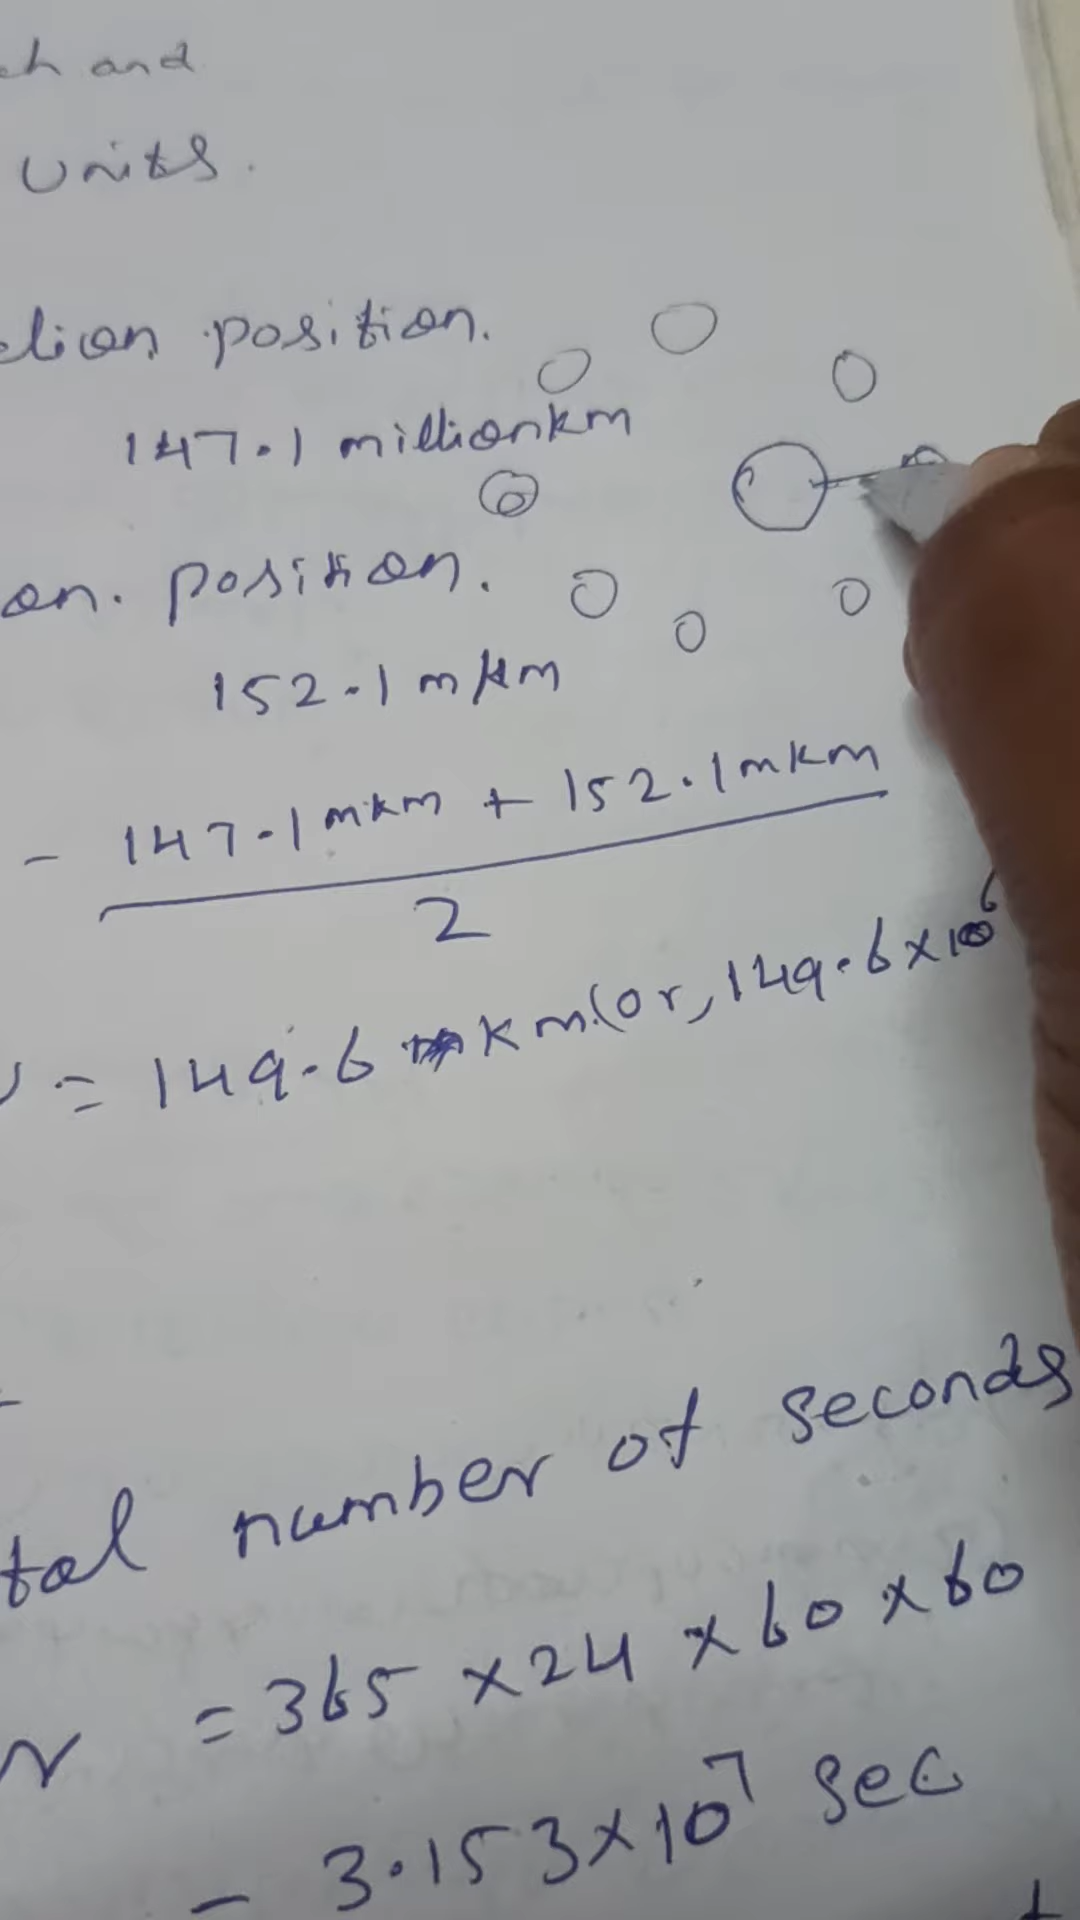 ch and
units.
elion position.
147.1 millionkm
on. position.
152.1 mkm
- 147.1 mkm + 152.1 mkm
2
= 149.6 km (or, 149.6 x 10^6
tal number of seconds
= 365 x 24 x 60 x 60
- 3.153 x 10^7 sec